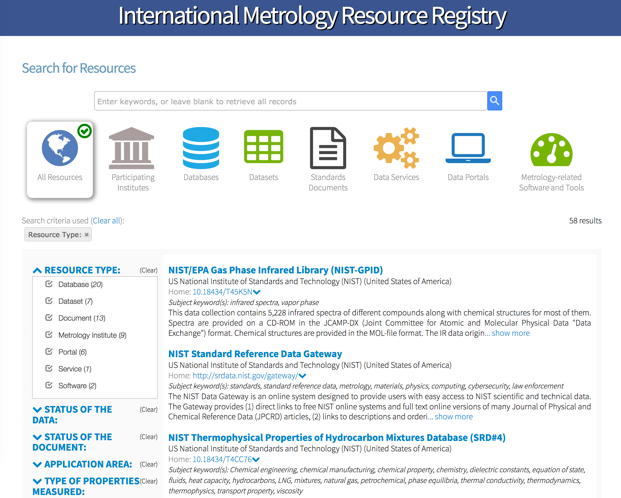 International Metrology Resource Registry
Search for Resources
Enter keywords, or leave blank to retrieve all records
All Resources
Participating
Institutes
Databases
Datasets
Standards
Documents
Data Services
Data Portals
Metrology-related
Software and Tools
Search criteria used (Clear all):
58 results
Resource Type: ✖
RESOURCE TYPE: (Clear)
Database (20)
Dataset (7)
Document (13)
Metrology Institute (9)
Portal (6)
Service (1)
Software (2)
STATUS OF THE (Clear)
DATA:
STATUS OF THE (Clear)
DOCUMENT:
APPLICATION AREA: (Clear)
TYPE OF PROPERTIES (Clear)
MEASURED:
NIST/EPA Gas Phase Infrared Library (NIST-GPID)
US National Institute of Standards and Technology (NIST) (United States of America)
Home: 10.18434/T45K5N
Subject keyword(s): infrared spectra, vapor phase
This data collection contains 5,228 infrared spectra of different compounds along with chemical structures for most of them.
Spectra are provided on a CD-ROM in the JCAMP-DX (Joint Committee for Atomic and Molecular Physical Data "Data
Exchange") format. Chemical structures are provided in the MOL-file format. The IR data origin... show more
NIST Standard Reference Data Gateway
US National Institute of Standards and Technology (NIST) (United States of America)
Home: http://srdata.nist.gov/gateway/
Subject keyword(s): standards, standard reference data, metrology, materials, physics, computing, cybersecurity, law enforcement
The NIST Data Gateway is an online system designed to provide users with easy access to NIST scientific and technical data.
The Gateway provides (1) direct links to free NIST online systems and full text online versions of many Journal of Physical and
Chemical Reference Data (JPCRD) articles, (2) links to descriptions and orderi... show more
NIST Thermophysical Properties of Hydrocarbon Mixtures Database (SRD#4)
US National Institute of Standards and Technology (NIST) (United States of America)
Home: 10.18434/T4CC76
Subject keyword(s): Chemical engineering, chemical manufacturing, chemical property, chemistry, dielectric constants, equation of state,
fluids, heat capacity, hydrocarbons, LNG, mixtures, natural gas, petrochemical, phase equilibria, thermal conductivity, thermodynamics,
thermophysics, transport property, viscosity